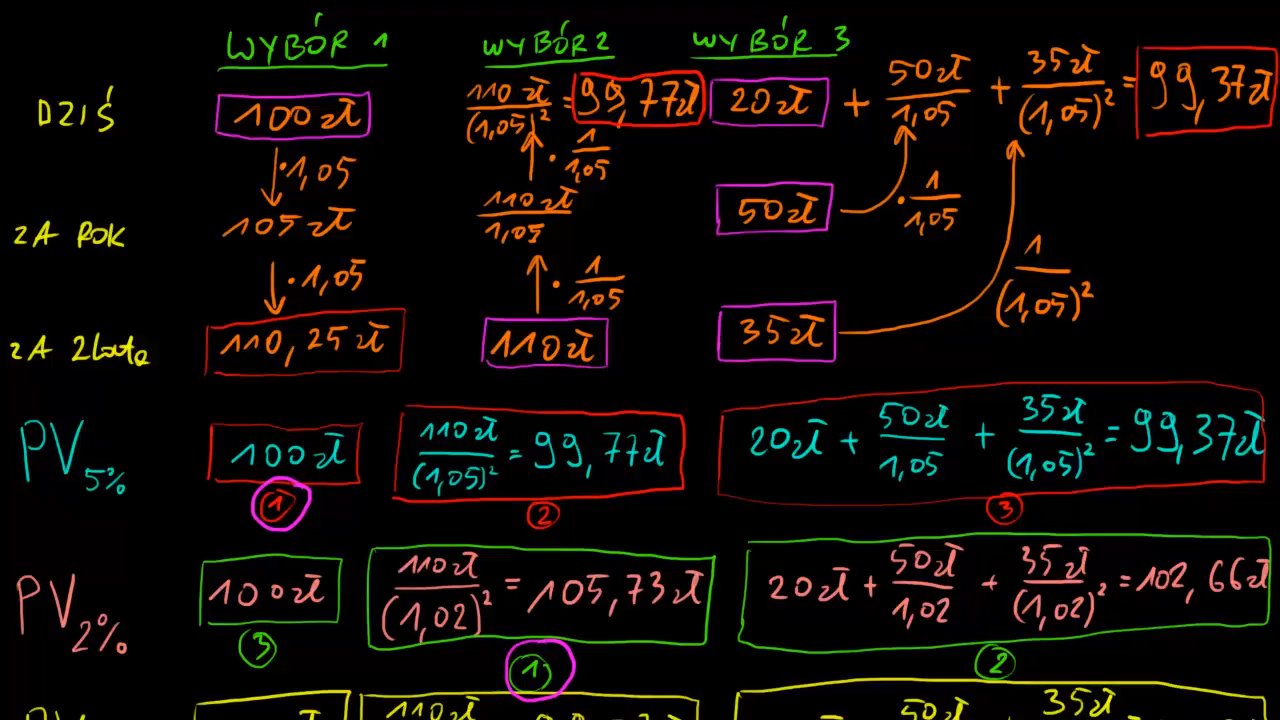 WYBÓR 1 WYBÓR 2 WYBÓR 3
DZIŚ 100zł 110zł/(1,05)² = 99,77zł 20zł + 50zł/1,05 + 35zł/(1,05)² = 99,37zł
·1,05 ·1/1,05
ZA ROK 105zł 110zł/1,05 50zł ·1/1,05
·1,05 ·1/1,05 1/(1,05)²
ZA 2 lata 110,25zł 110zł 35zł
PV5% 100zł 110zł/(1,05)² = 99,77zł 20zł + 50zł/1,05 + 35zł/(1,05)² = 99,37zł
1 2 3
PV2% 100zł 110zł/(1,02)² = 105,73zł 20zł + 50zł/1,02 + 35zł/(1,02)² = 102,66zł
3 1 2
110zł 50zł 35zł